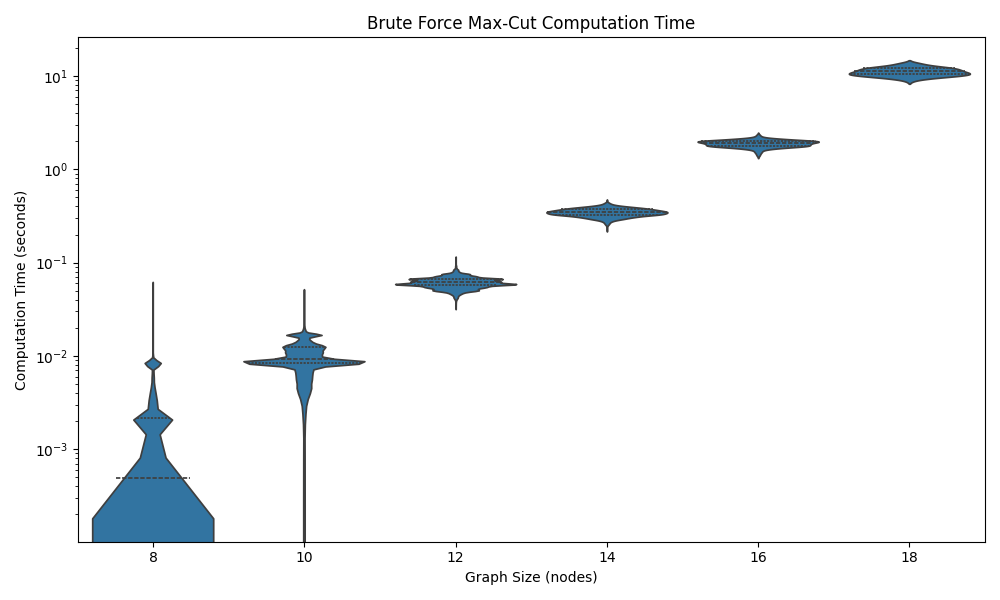 Brute Force Max-Cut Computation Time
Computation Time (seconds)
10¹
10⁰
10⁻¹
10⁻²
10⁻³
8 10 12 14 16 18
Graph Size (nodes)